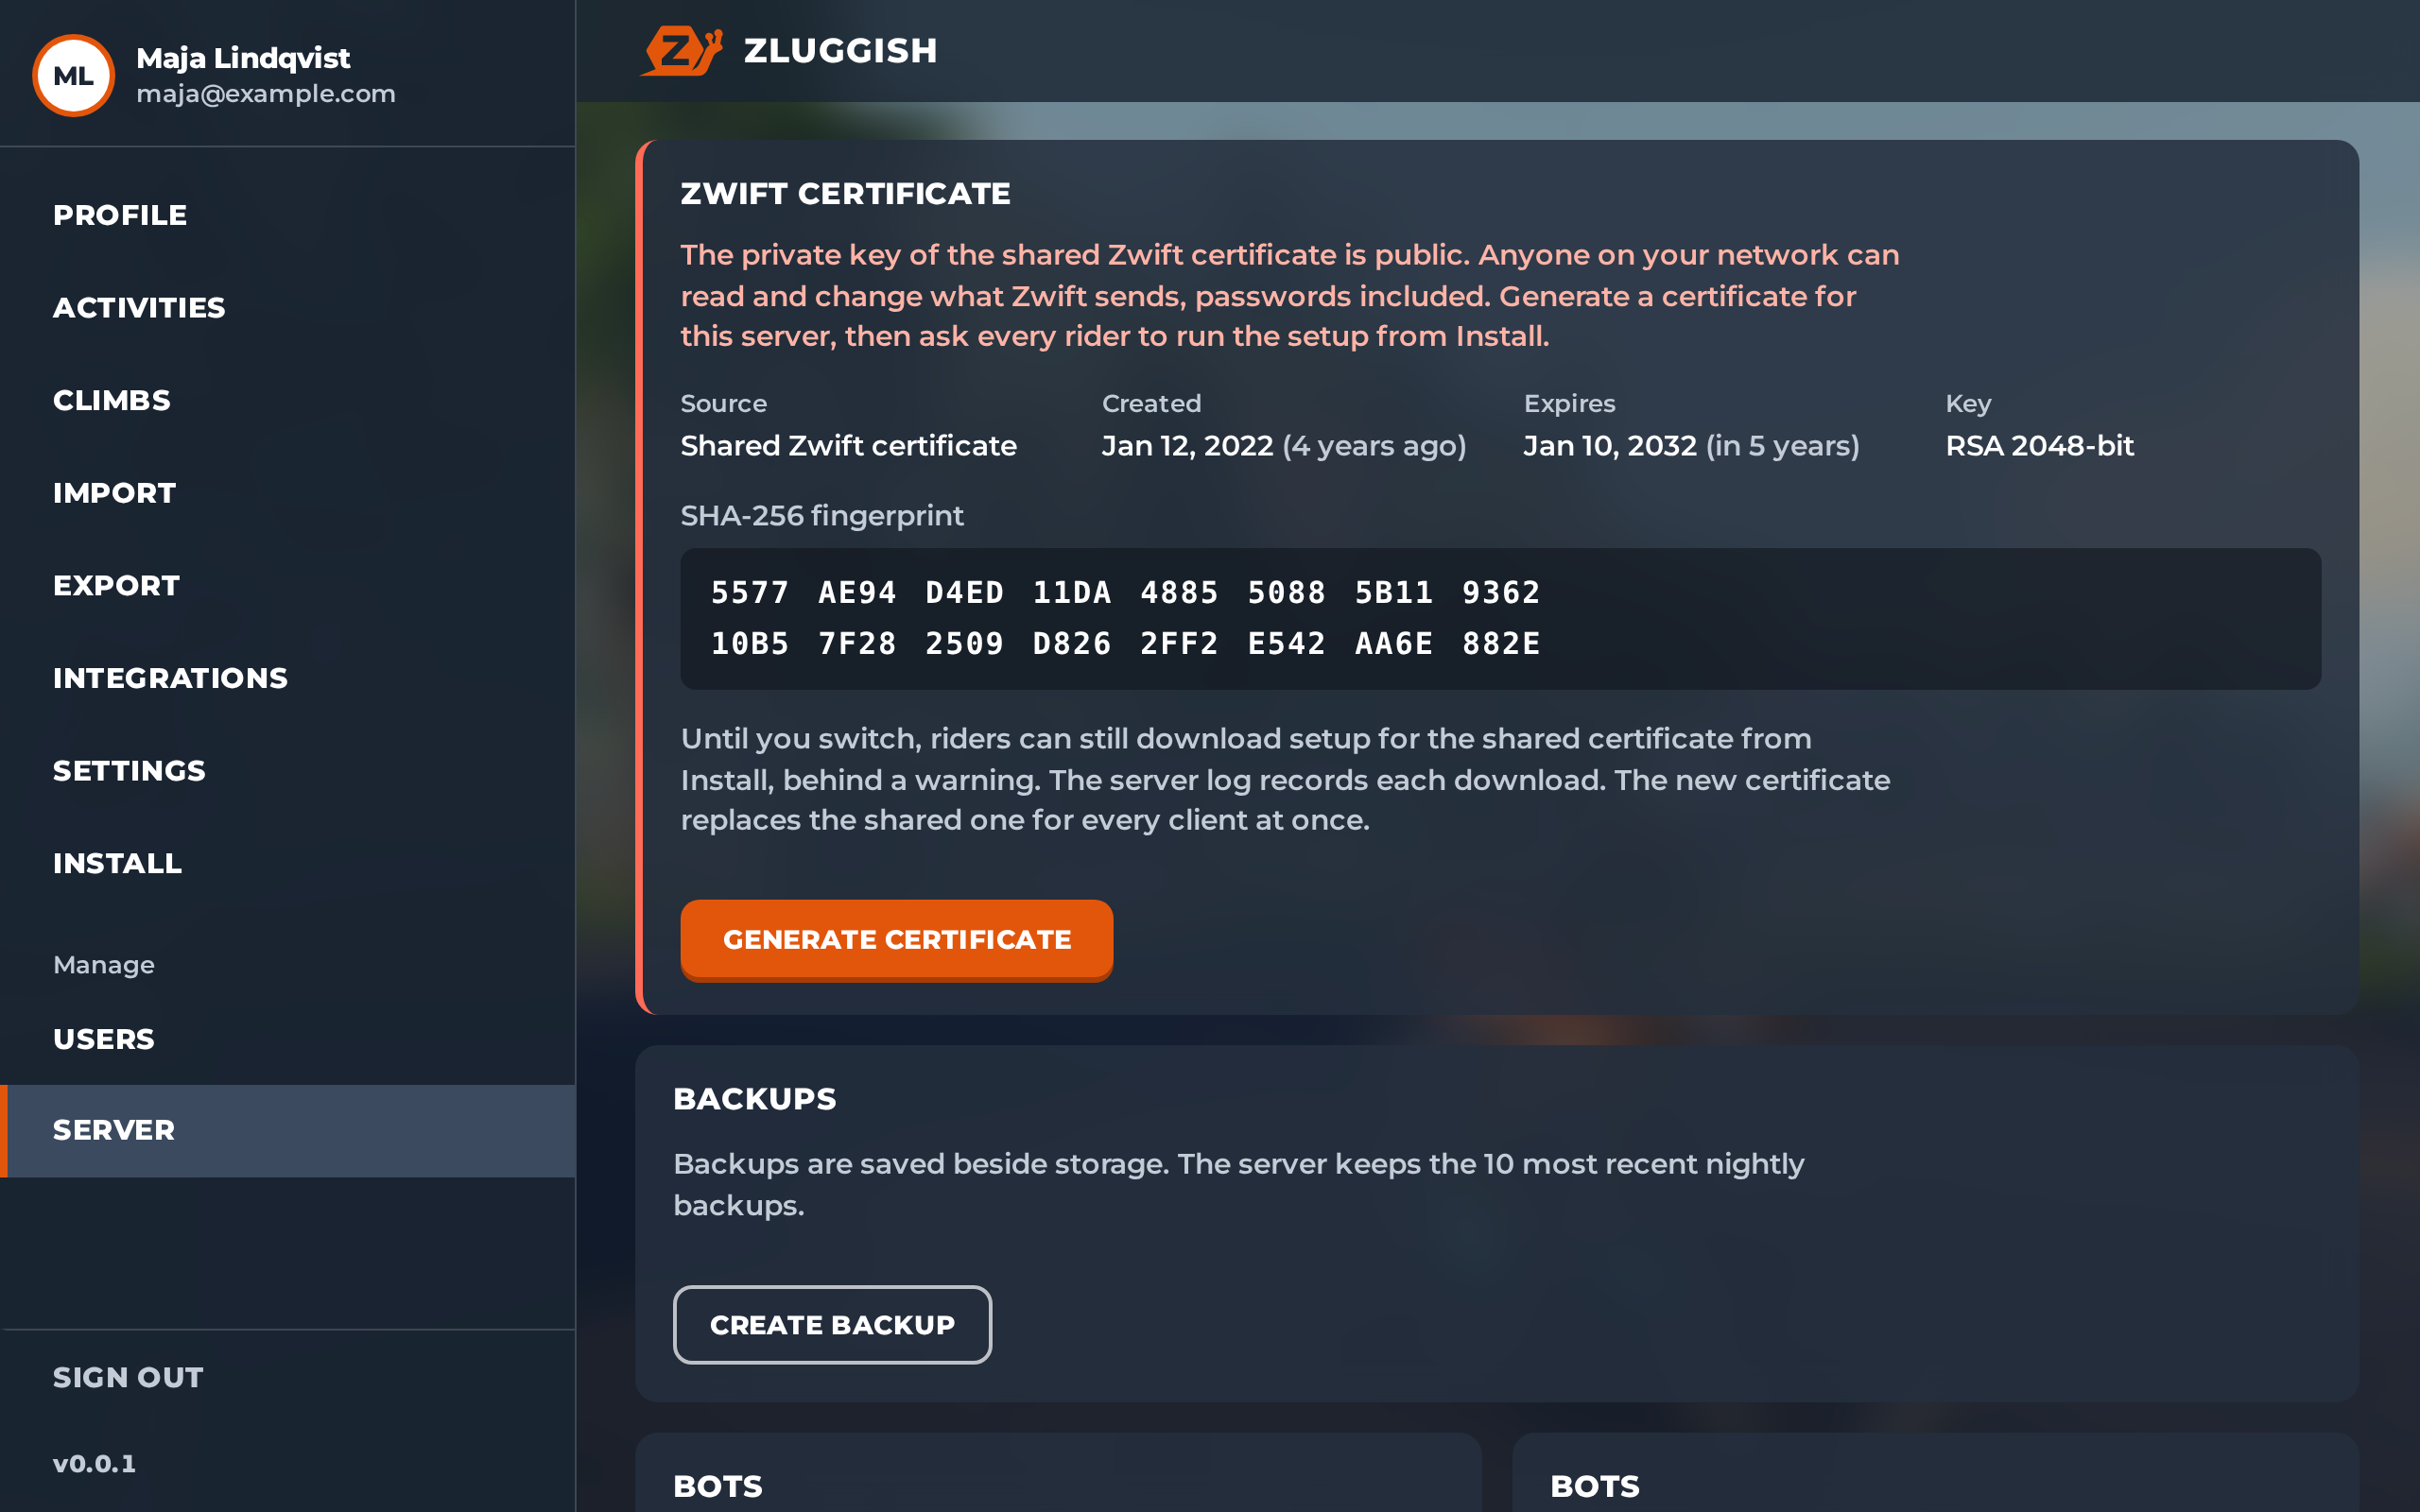 ML
Maja Lindqvist
maja@example.com
PROFILE
ACTIVITIES
CLIMBS
IMPORT
EXPORT
INTEGRATIONS
SETTINGS
INSTALL
Manage
USERS
SERVER
SIGN OUT
v0.0.1
Z ZLUGGISH
ZWIFT CERTIFICATE
The private key of the shared Zwift certificate is public. Anyone on your network can
read and change what Zwift sends, passwords included. Generate a certificate for
this server, then ask every rider to run the setup from Install.
Source
Shared Zwift certificate
Created
Jan 12, 2022 (4 years ago)
Expires
Jan 10, 2032 (in 5 years)
Key
RSA 2048-bit
SHA-256 fingerprint
5577 AE94 D4ED 11DA 4885 5088 5B11 9362
10B5 7F28 2509 D826 2FF2 E542 AA6E 882E
Until you switch, riders can still download setup for the shared certificate from
Install, behind a warning. The server log records each download. The new certificate
replaces the shared one for every client at once.
GENERATE CERTIFICATE
BACKUPS
Backups are saved beside storage. The server keeps the 10 most recent nightly
backups.
CREATE BACKUP
BOTS
BOTS